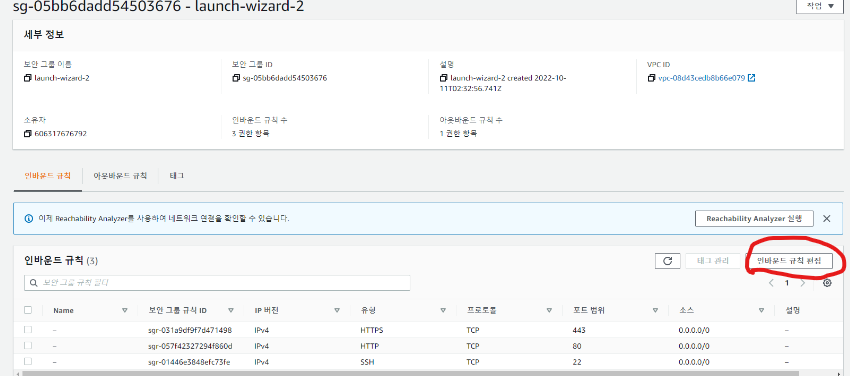 sg-05bb6dadd54503676 - launch-wizard-2
작업 ▼
세부 정보
보안 그룹 이름
launch-wizard-2
보안 그룹 ID
sg-05bb6dadd54503676
설명
launch-wizard-2 created 2022-10-
11T02:32:56.741Z
VPC ID
vpc-08d43cedb8b66e079
소유자
606317676792
인바운드 규칙 수
3 권한 항목
아웃바운드 규칙 수
1 권한 항목
인바운드 규칙 아웃바운드 규칙 태그
이제 Reachability Analyzer를 사용하여 네트워크 연결을 확인할 수 있습니다. Reachability Analyzer 실행
인바운드 규칙 (3) 태그 관리 인바운드 규칙 편집
보안 그룹 규칙 필터
1
Name 보안 그룹 규칙 ID IP 버전 유형 프로토콜 포트 범위 소스 설명
– sgr-031a9df9f7d471498 IPv4 HTTPS TCP 443 0.0.0.0/0 –
– sgr-057f42327294f860d IPv4 HTTP TCP 80 0.0.0.0/0 –
– sgr-01446e3848efc73fe IPv4 SSH TCP 22 0.0.0.0/0 –